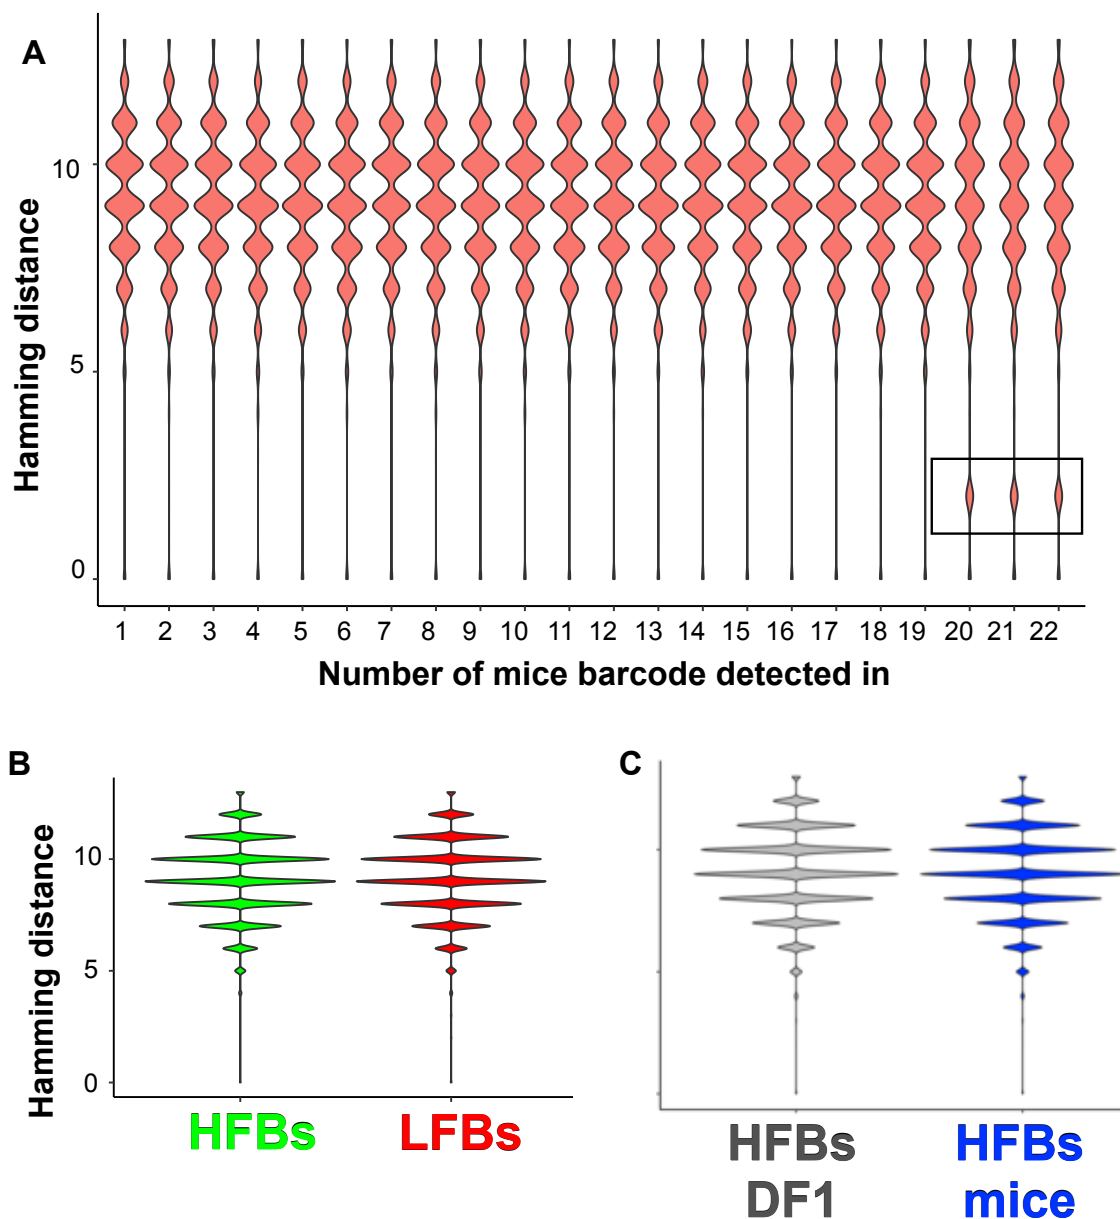 A
Hamming distance
10
5
0
1 2 3 4 5 6 7 8 9 10 11 12 13 14 15 16 17 18 19 20 21 22
Number of mice barcode detected in
B
Hamming distance
10
5
0
HFBs LFBs
C
HFBs HFBs
DF1 mice